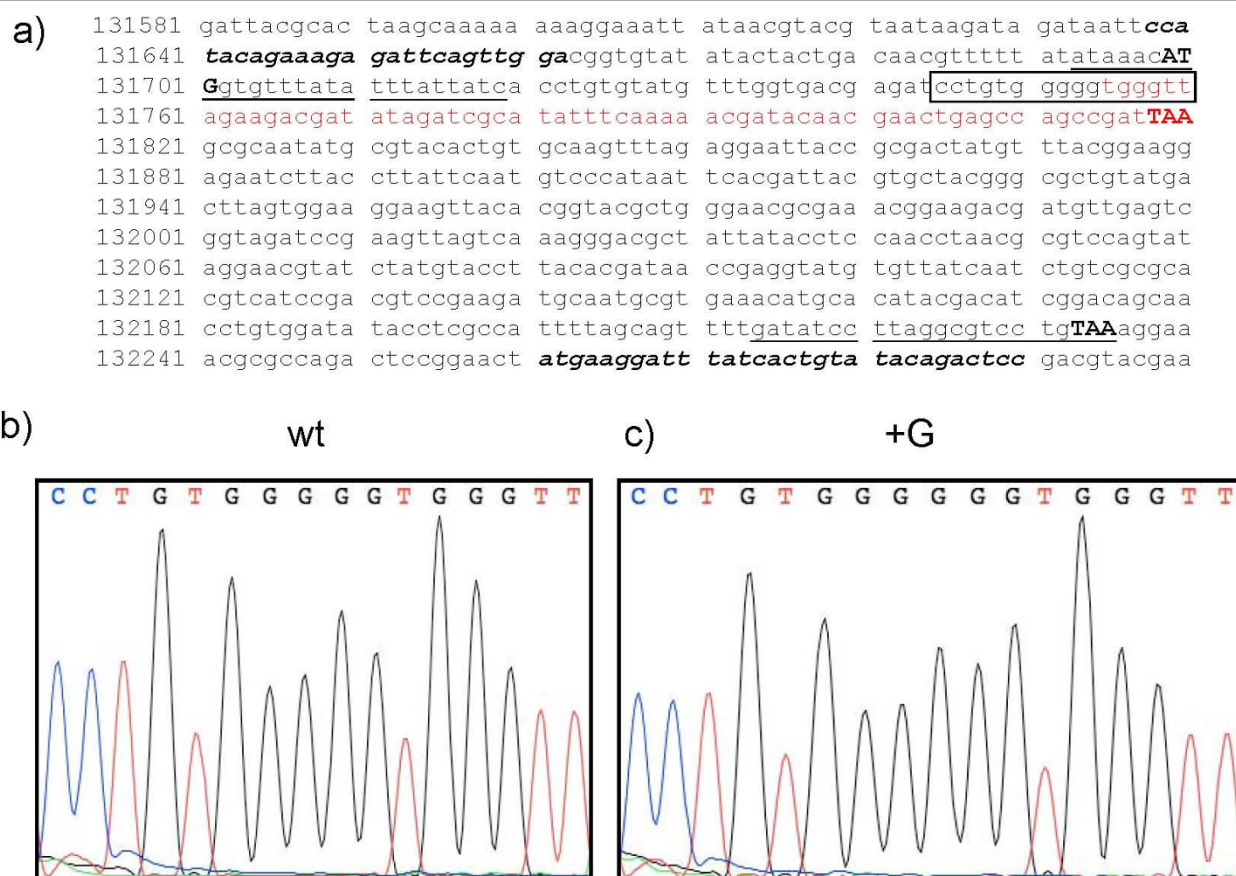 a)
131581 gattacgcac taagcaaaaa aaaggaaatt ataacgtacg taataagata gataattcca
131641 tacagaaaga gattcagttg gacggtgtat atactactga caacgttttt atataaacAT
131701 Ggtgtttata tttattatca cctgtgtatg tggtgacgag atcctgtgg ggtgggtt
131761 agaagacgat atagatcgca tatttcaaaa acgatacaac gaactgagcc agccgatTAA
131821 gcgcaatatg cgtacactgt gcaagtttag aggaattacc gcgactatgt ttacggaagg
131881 agaatcttac cttattcaat gtcccataat tcacgattac gtgctacggg cgctgtatga
131941 cttagtggaa ggaagttaca cggtacgctg ggaacgcgaa acggaagacg atgttgagtc
132001 ggtagatccg aagttagtca aagggacgct attatacctc caacctaacg cgtccagtat
132061 aggaacgtat ctatgtacct tacacgataa ccgaggtatg tgttatcaat ctgtcgcgca
132121 cgtcatccga cgtccgaaga tgcaatgcgt gaaacatgca catacgacat cggacagcaa
132181 cctgtggata tacctcgcca ttttagcagt tttgatatcc ttaggcgtcc tgTAAaggaa
132241 acgcgccaga ctccggaact atgaaggatt tatcactgta tacagactcc gacgtacgaa
b) wt c) +G
C C T G T G G G G G T G G G T T C C T G T G G G G G G T G G G T T